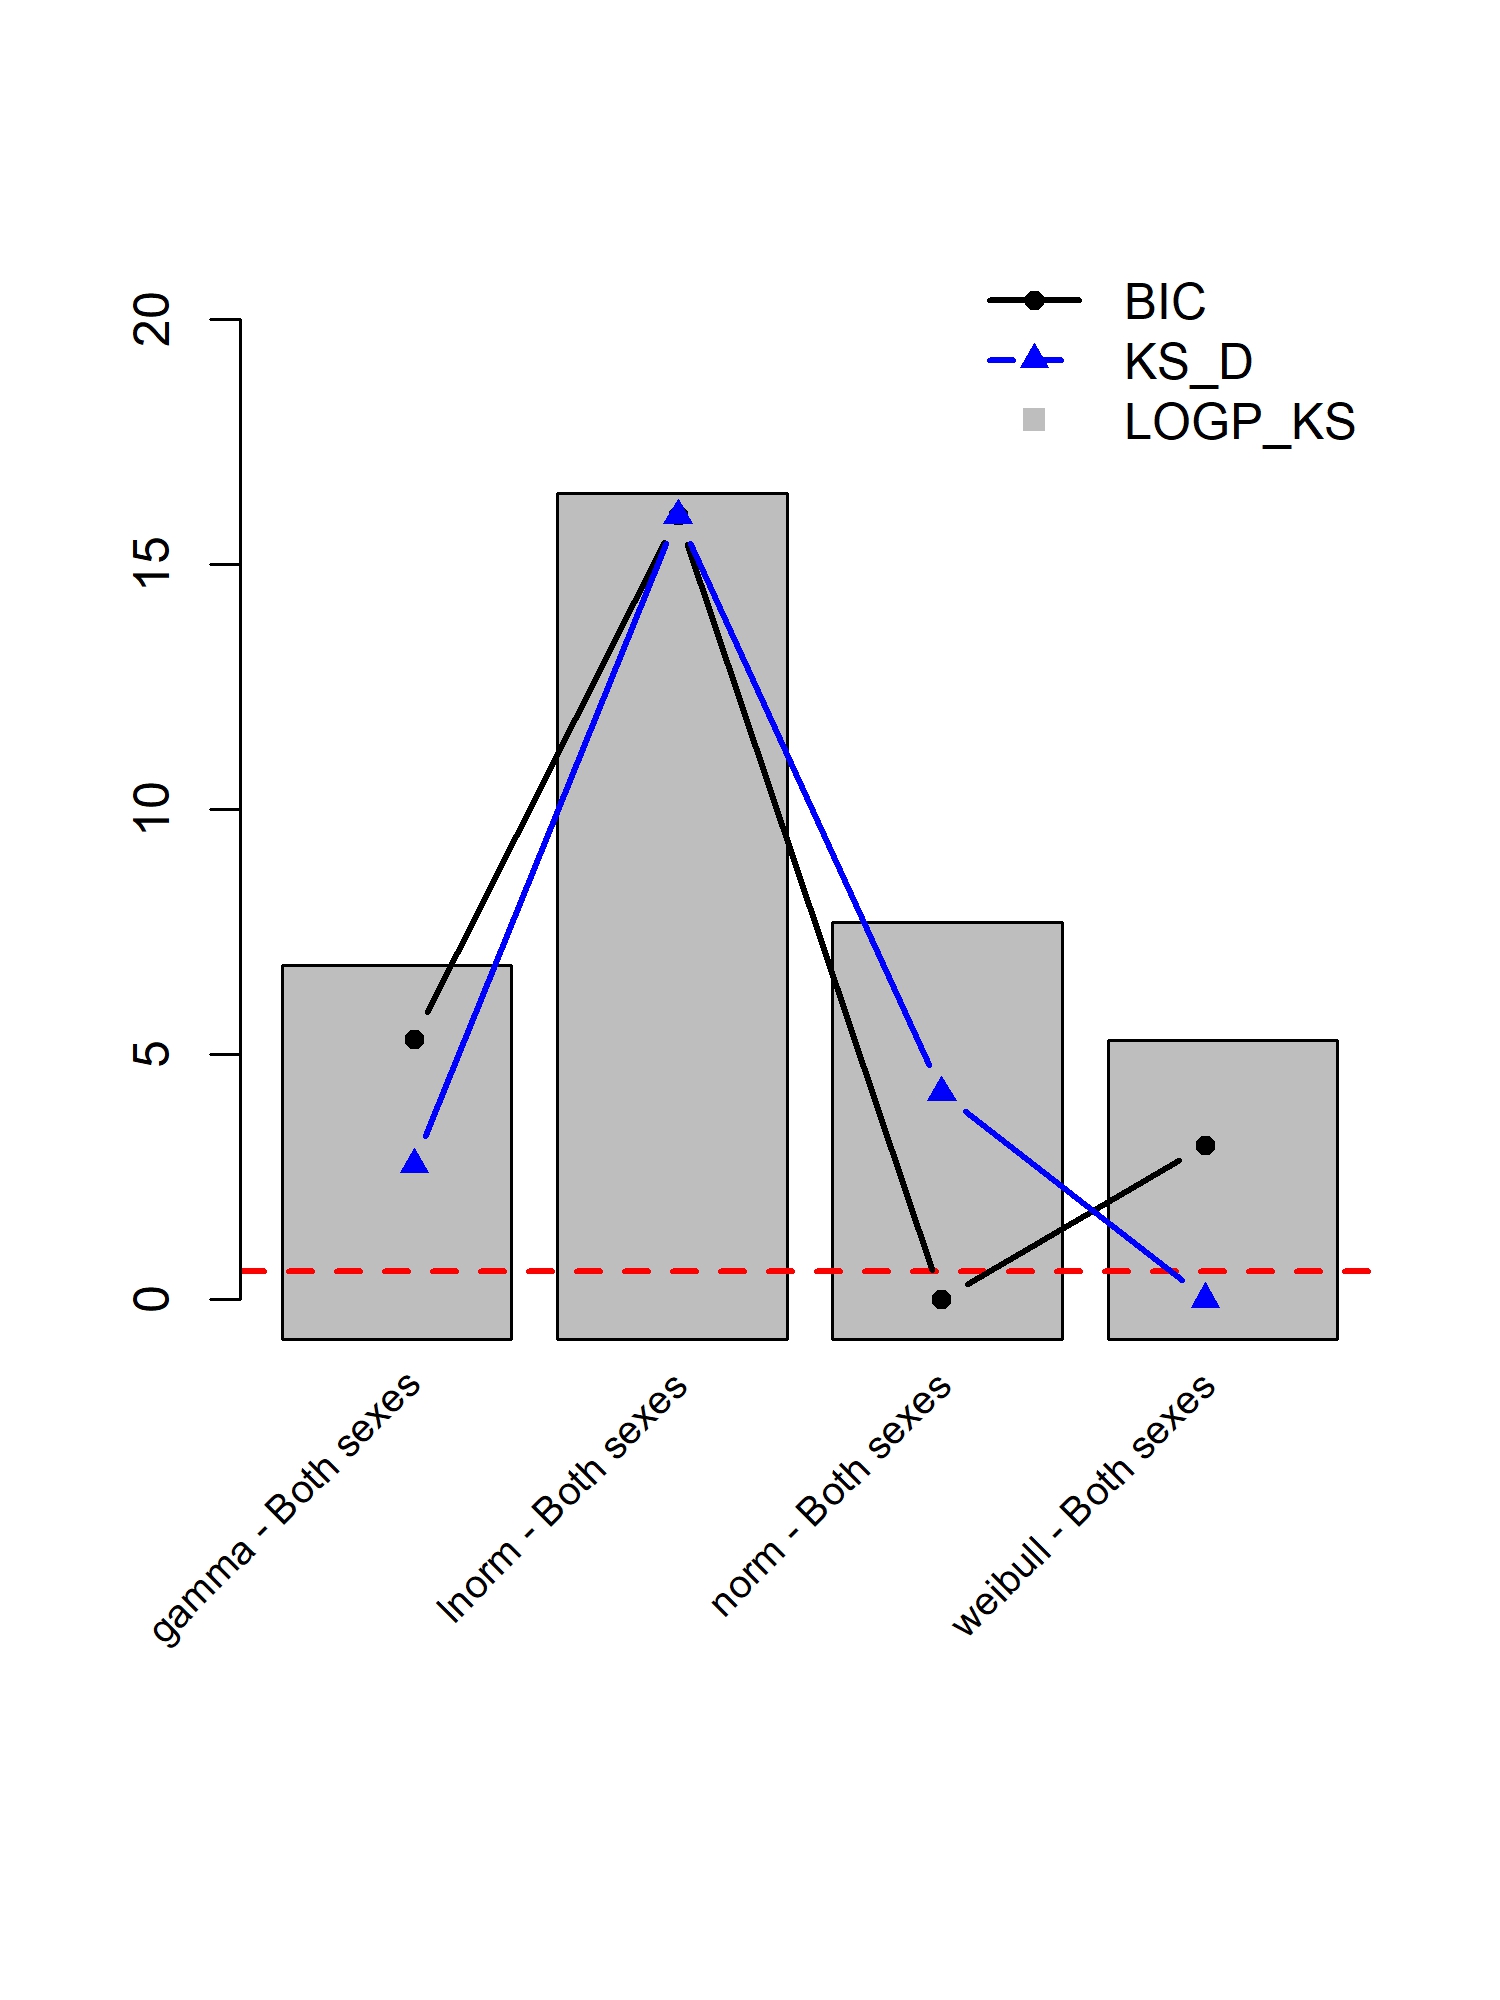 BIC
KS_D
LOGP_KS
20
15
10
5
0
gamma - Both sexes
lnorm - Both sexes
norm - Both sexes
weibull - Both sexes